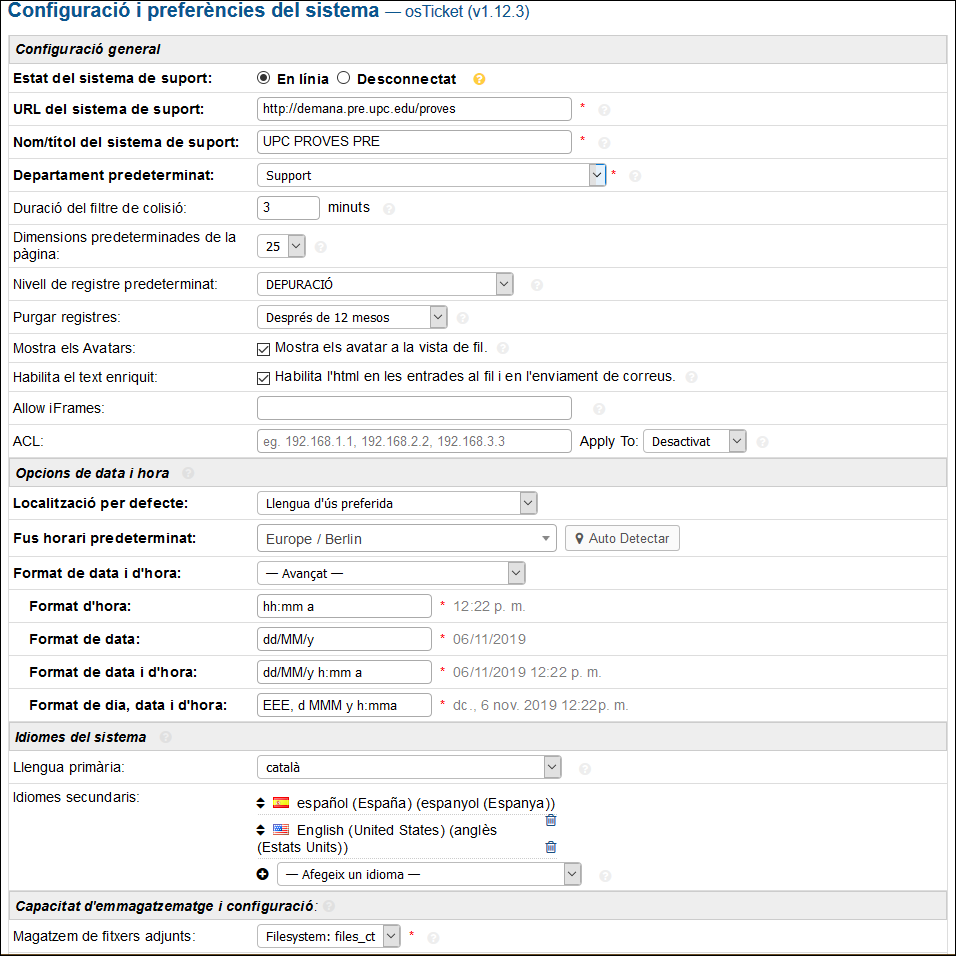 Configuració i preferències del sistema — osTicket (v1.12.3)
Configuració general
Estat del sistema de suport: En línia Desconnectat ?
URL del sistema de suport: http://demana.pre.upc.edu/proves * ?
Nom/títol del sistema de suport: UPC PROVES PRE * ?
Departament predeterminat: Support * ?
Duració del filtre de colisió: 3 minuts ?
Dimensions predeterminades de la
pàgina: 25 ?
Nivell de registre predeterminat: DEPURACIÓ ?
Purgar registres: Després de 12 mesos ?
Mostra els Avatars: Mostra els avatar a la vista de fil. ?
Habilita el text enriquit: Habilita l'html en les entrades al fil i en l'enviament de correus. ?
Allow iFrames: ?
ACL: eg. 192.168.1.1, 192.168.2.2, 192.168.3.3 Apply To: Desactivat ?
Opcions de data i hora ?
Localització per defecte: Llengua d'ús preferida
Fus horari predeterminat: Europe / Berlin Auto Detectar
Format de data i d'hora: — Avançat —
Format d'hora: hh:mm a * 12:22 p. m.
Format de data: dd/MM/y * 06/11/2019
Format de data i d'hora: dd/MM/y h:mm a * 06/11/2019 12:22 p. m.
Format de dia, data i d'hora: EEE, d MMM y h:mma * dc., 6 nov. 2019 12:22p. m.
Idiomes del sistema ?
Llengua primària: català ?
Idiomes secundaris: español (España) (espanyol (Espanya))
English (United States) (anglès
(Estats Units))
— Afegeix un idioma — ?
Capacitat d'emmagatzematge i configuració: ?
Magatzem de fitxers adjunts: Filesystem: files_ct * ?